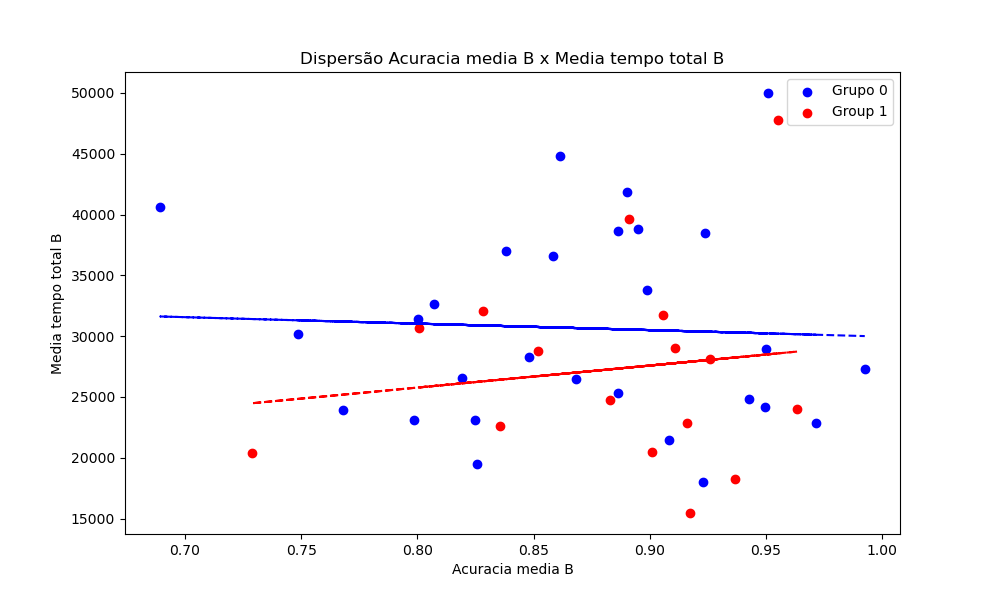 Dispersão Acuracia media B x Media tempo total B
Grupo 0
Group 1
Media tempo total B
50000
45000
40000
35000
30000
25000
20000
15000
0.70 0.75 0.80 0.85 0.90 0.95 1.00
Acuracia media B